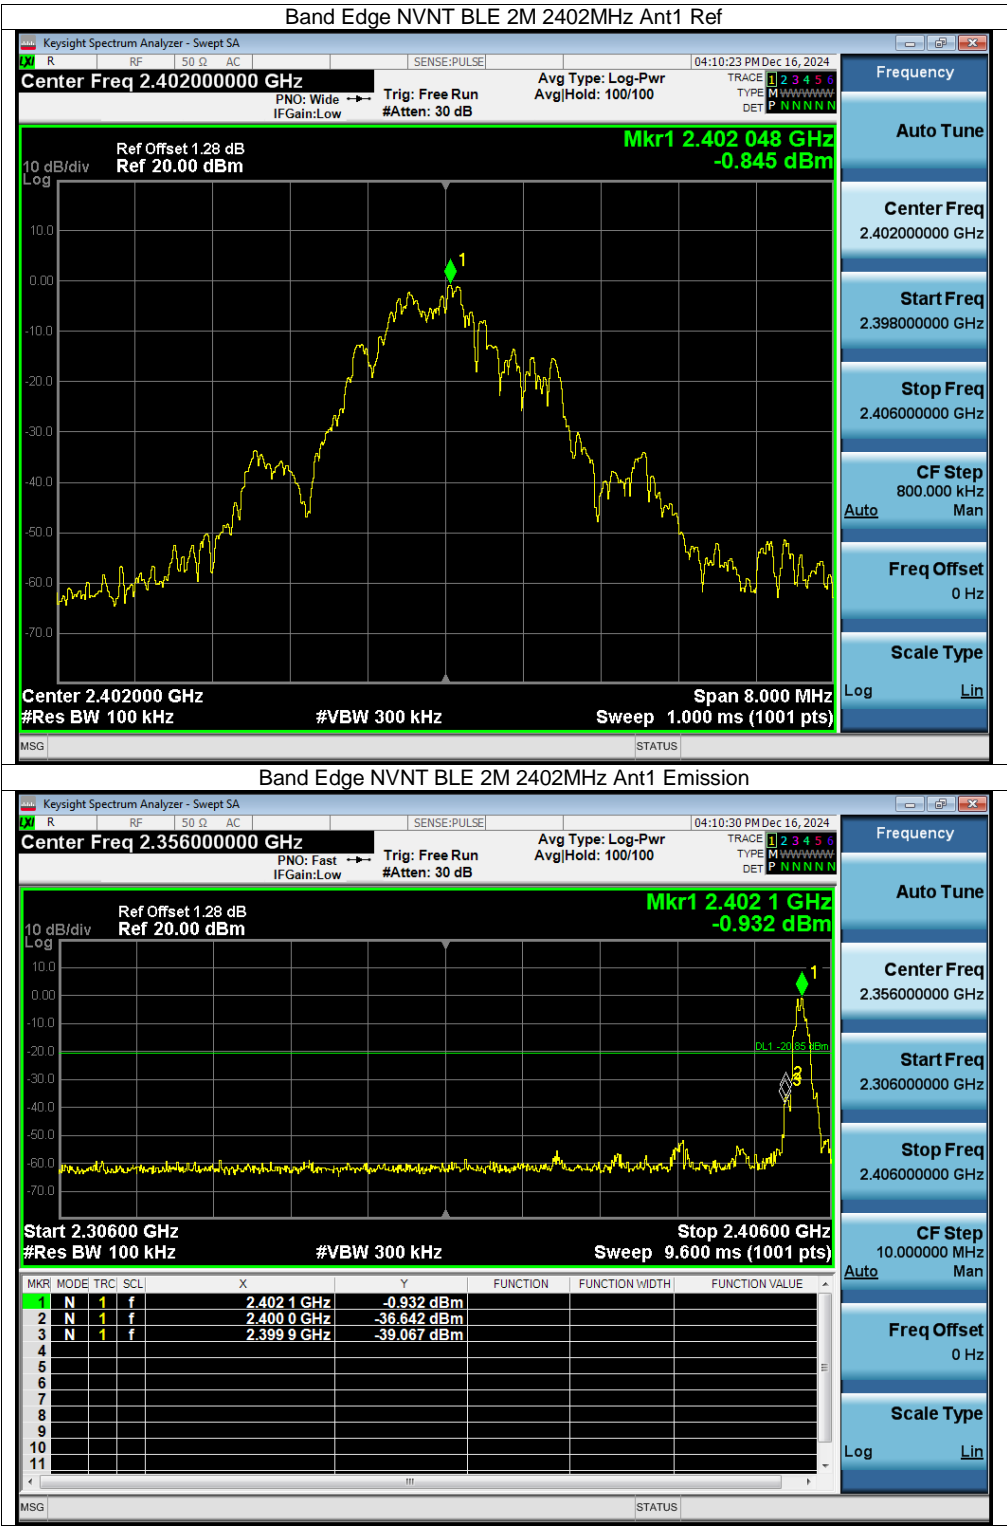 Band Edge NVNT BLE 2M 2402MHz Ant1 Ref
Keysight Spectrum Analyzer - Swept SA
LXI R RF 50 Ω AC SENSE:PULSE 04:10:23 PM Dec 16, 2024
Center Freq 2.402000000 GHz
PNO: Wide
IFGain:Low
Trig: Free Run
#Atten: 30 dB
Avg Type: Log-Pwr
Avg|Hold: 100/100
TRACE 1 2 3 4 5 6
TYPE M WWWWW
DET P N N N N N
Frequency
Mkr1 2.402 048 GHz
-0.845 dBm
Ref Offset 1.28 dB
10 dB/div Ref 20.00 dBm
Log
10.0
0.00
-10.0
-20.0
-30.0
-40.0
-50.0
-60.0
-70.0
1
Center 2.402000 GHz Span 8.000 MHz
#Res BW 100 kHz #VBW 300 kHz Sweep 1.000 ms (1001 pts)
MSG STATUS
Auto Tune
Center Freq
2.402000000 GHz
Start Freq
2.398000000 GHz
Stop Freq
2.406000000 GHz
CF Step
800.000 kHz
Auto Man
Freq Offset
0 Hz
Scale Type
Log Lin
Band Edge NVNT BLE 2M 2402MHz Ant1 Emission
Keysight Spectrum Analyzer - Swept SA
LXI R RF 50 Ω AC SENSE:PULSE 04:10:30 PM Dec 16, 2024
Center Freq 2.356000000 GHz
PNO: Fast
IFGain:Low
Trig: Free Run
#Atten: 30 dB
Avg Type: Log-Pwr
Avg|Hold: 100/100
TRACE 1 2 3 4 5 6
TYPE M WWWWW
DET P N N N N N
Frequency
Mkr1 2.402 1 GHz
-0.932 dBm
Ref Offset 1.28 dB
10 dB/div Ref 20.00 dBm
Log
10.0
0.00
-10.0
-20.0
-30.0
-40.0
-50.0
-60.0
-70.0
1
DL1 -20.85 dBm
2
3
Start 2.30600 GHz Stop 2.40600 GHz
#Res BW 100 kHz #VBW 300 kHz Sweep 9.600 ms (1001 pts)
MKR MODE TRC SCL X Y FUNCTION FUNCTION WIDTH FUNCTION VALUE
1 N 1 f 2.402 1 GHz -0.932 dBm
2 N 1 f 2.400 0 GHz -36.642 dBm
3 N 1 f 2.399 9 GHz -39.067 dBm
4
5
6
7
8
9
10
11
MSG STATUS
Auto Tune
Center Freq
2.356000000 GHz
Start Freq
2.306000000 GHz
Stop Freq
2.406000000 GHz
CF Step
10.000000 MHz
Auto Man
Freq Offset
0 Hz
Scale Type
Log Lin